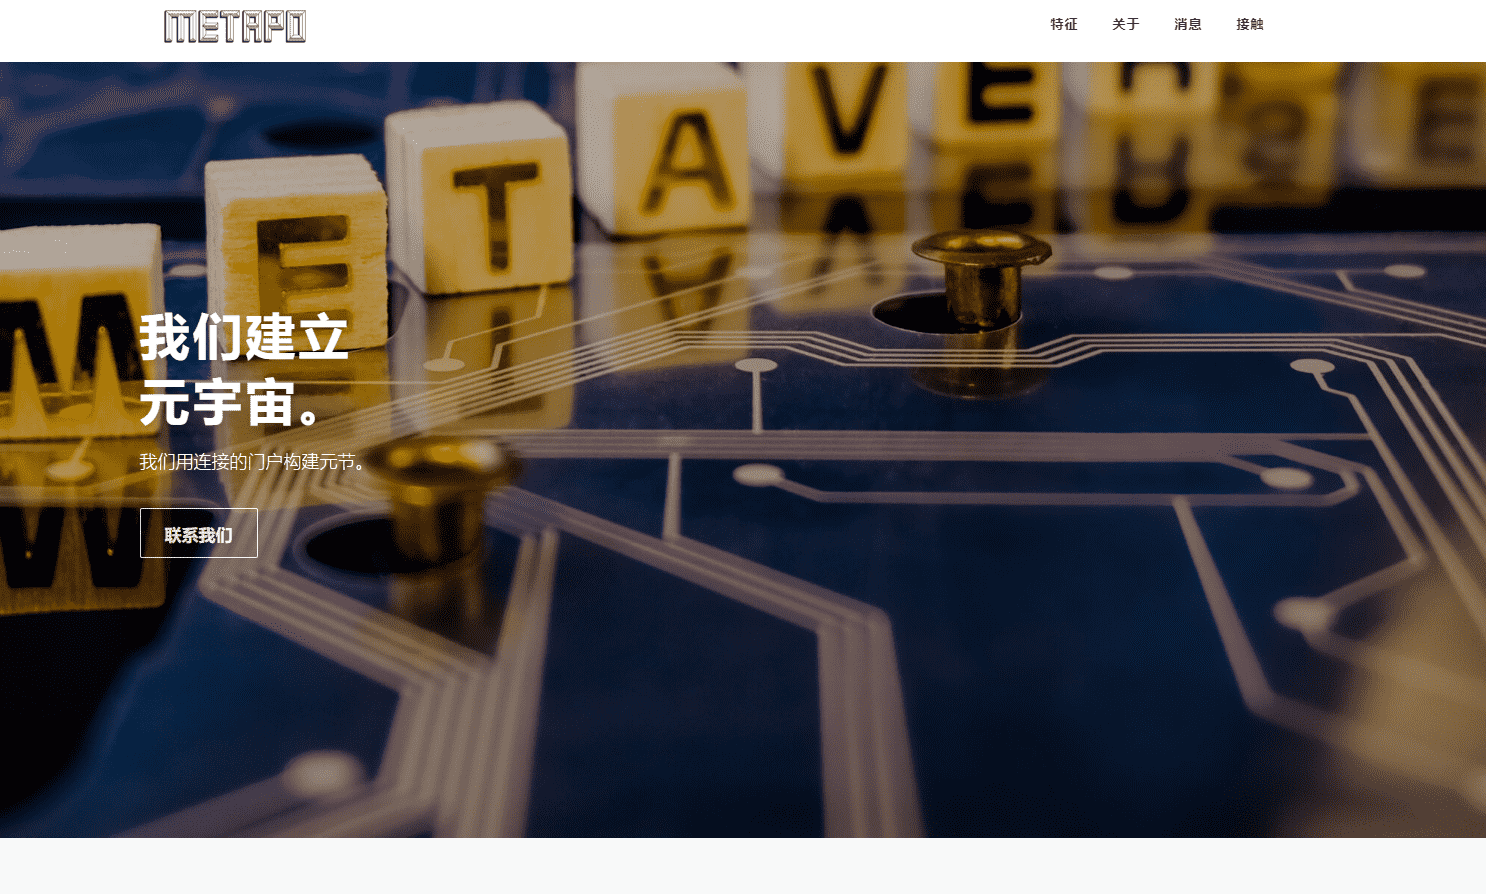 METAPO
特征 关于 消息 接触
M E T A V E R S E
我们建立
元宇宙。
我们用连接的门户构建元节。
联系我们